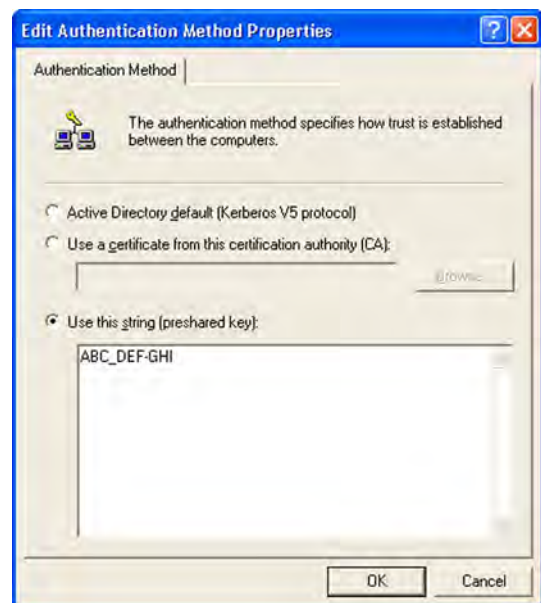 Edit Authentication Method Properties
Authentication Method
The authentication method specifies how trust is established
between the computers.
Active Directory default (Kerberos V5 protocol)
Use a certificate from this certification authority (CA):
Browse...
Use this string (preshared key):
ABC_DEF-GHI
OK Cancel